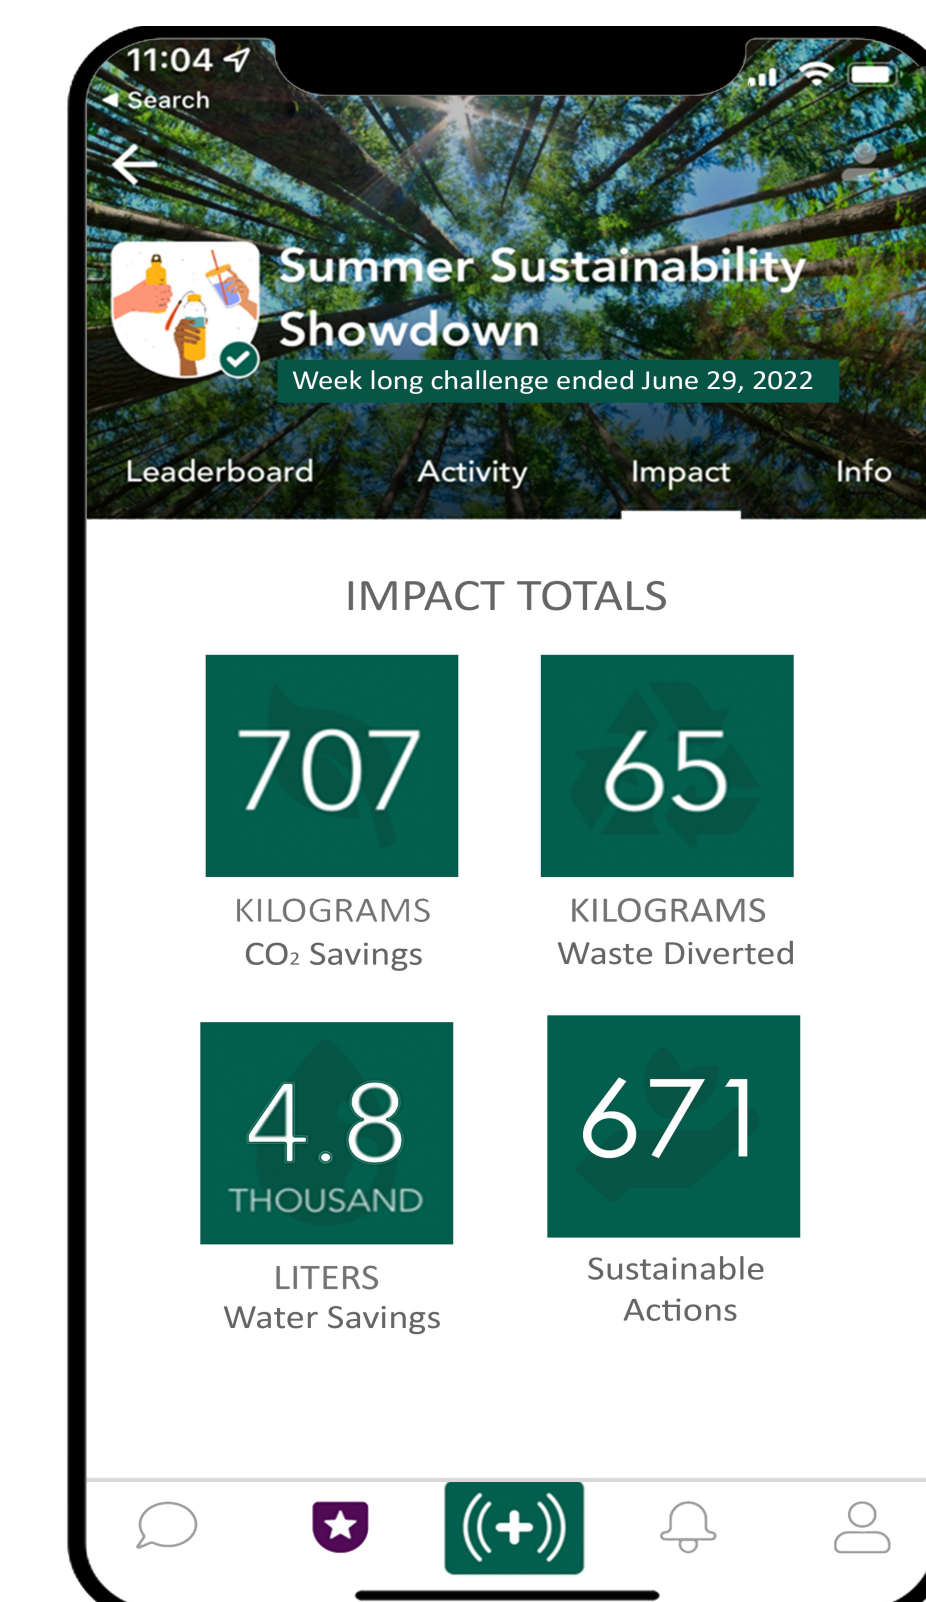 11:04
Search
Summer Sustainability
Showdown
Week long challenge ended June 29, 2022
Leaderboard Activity Impact Info
IMPACT TOTALS
707 65
KILOGRAMS KILOGRAMS
CO₂ Savings Waste Diverted
4.8 671
THOUSAND
LITERS Sustainable
Water Savings Actions